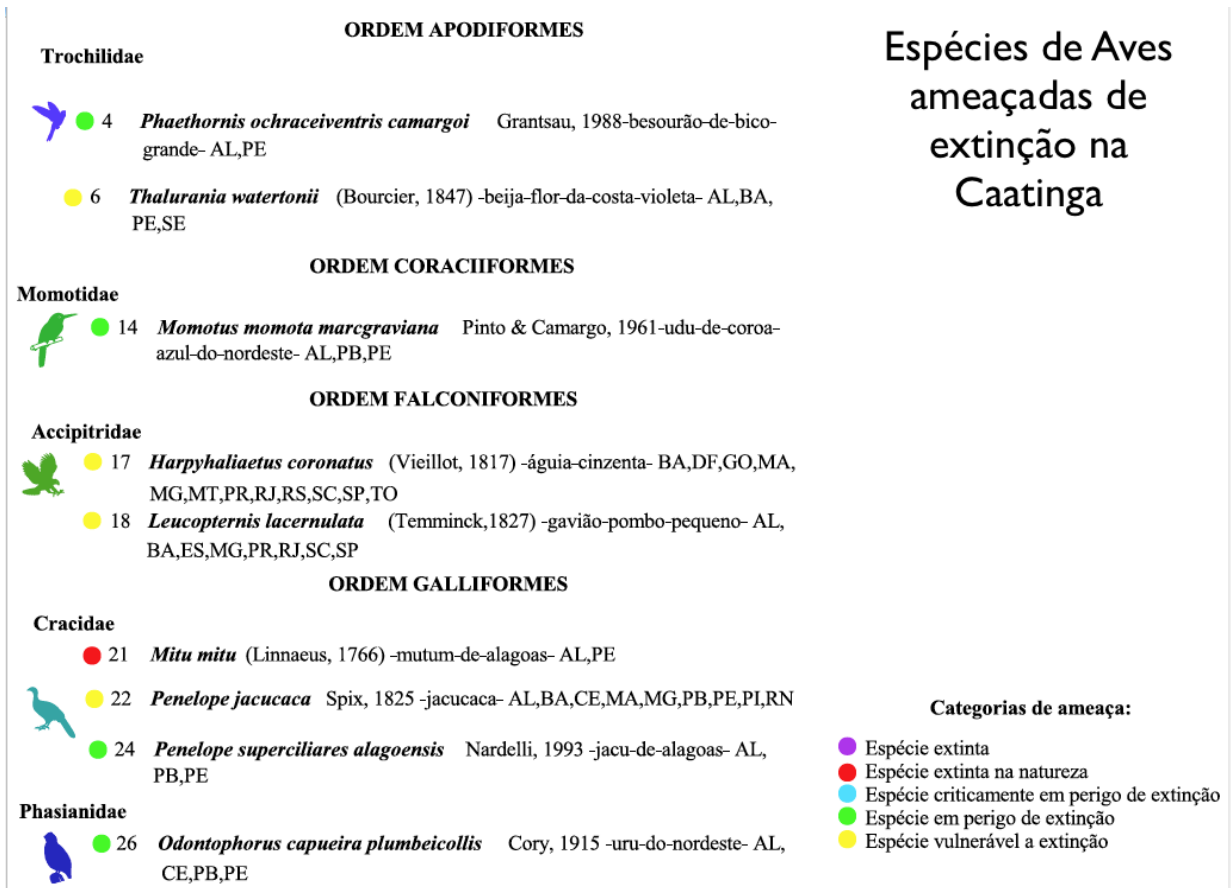 ORDEM APODIFORMES
Trochilidae
4 Phaethornis ochraceiventris camargoi Grantsau, 1988-besourão-de-bico-
grande- AL,PE
6 Thalurania watertonii (Bourcier, 1847) -beija-flor-da-costa-violeta- AL,BA,
PE,SE
ORDEM CORACIIFORMES
Momotidae
14 Momotus momota marcgraviana Pinto & Camargo, 1961-udu-de-coroa-
azul-do-nordeste- AL,PB,PE
ORDEM FALCONIFORMES
Accipitridae
17 Harpyhaliaetus coronatus (Vieillot, 1817) -águia-cinzenta- BA,DF,GO,MA,
MG,MT,PR,RJ,RS,SC,SP,TO
18 Leucopternis lacernulata (Temminck,1827) -gavião-pombo-pequeno- AL,
BA,ES,MG,PR,RJ,SC,SP
ORDEM GALLIFORMES
Cracidae
21 Mitu mitu (Linnaeus, 1766) -mutum-de-alagoas- AL,PE
22 Penelope jacucaca Spix, 1825 -jacucaca- AL,BA,CE,MA,MG,PB,PE,PI,RN
24 Penelope superciliares alagoensis Nardelli, 1993 -jacu-de-alagoas- AL,
PB,PE
Phasianidae
26 Odontophorus capueira plumbeicollis Cory, 1915 -uru-do-nordeste- AL,
CE,PB,PE
Espécies de Aves
ameaçadas de
extinção na
Caatinga
Categorias de ameaça:
Espécie extinta
Espécie extinta na natureza
Espécie criticamente em perigo de extinção
Espécie em perigo de extinção
Espécie vulnerável a extinção